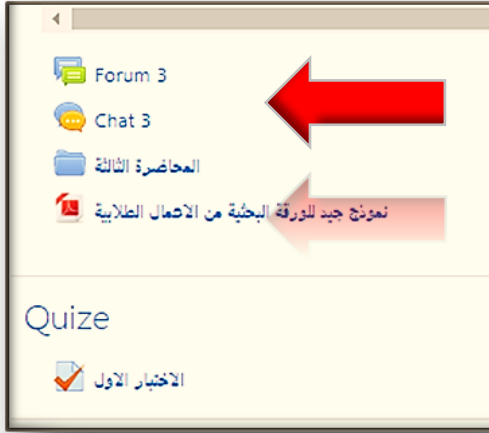 Forum 3
Chat 3
المحاضرة الثالثة
نموذج جيد للورقة البحثية من الاعمال الطلابية
Quize
الاختبار الاول